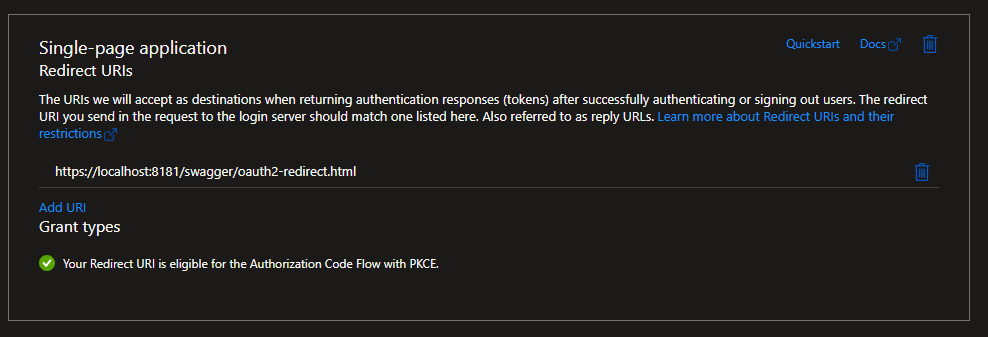 Single-page application
Quickstart
Docs
Redirect URIs
The URIs we will accept as destinations when returning authentication responses (tokens) after successfully authenticating or signing out users. The redirect
URI you send in the request to the login server should match one listed here. Also referred to as reply URLs. Learn more about Redirect URIs and their
restrictions
https://localhost:8181/swagger/oauth2-redirect.html
Add URI
Grant types
Your Redirect URI is eligible for the Authorization Code Flow with PKCE.